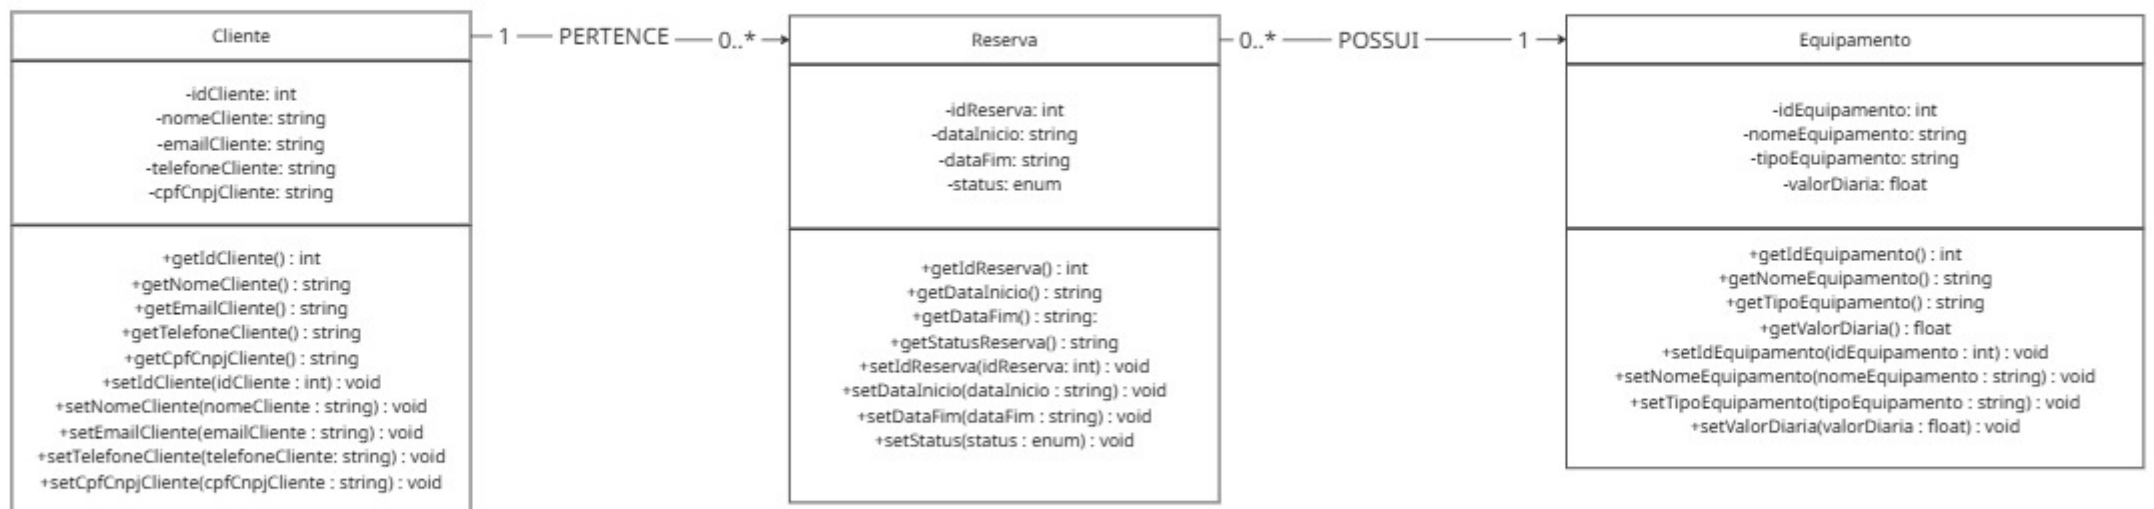 Cliente
-idCliente: int
-nomeCliente: string
-emailCliente: string
-telefoneCliente: string
-cpfCnpjCliente: string
+getIdCliente() : int
+getNomeCliente() : string
+getEmailCliente() : string
+getTelefoneCliente() : string
+getCpfCnpjCliente() : string
+setIdCliente(idCliente : int) : void
+setNomeCliente(nomeCliente : string) : void
+setEmailCliente(emailCliente : string) : void
+setTelefoneCliente(telefoneCliente: string) : void
+setCpfCnpjCliente(cpfCnpjCliente : string) : void
1 PERTENCE 0..*
Reserva
-idReserva: int
-dataInicio: string
-dataFim: string
-status: enum
+getIdReserva() : int
+getDataInicio() : string
+getDataFim() : string:
+getStatusReserva() : string
+setIdReserva(idReserva: int) : void
+setDataInicio(dataInicio : string) : void
+setDataFim(dataFim : string) : void
+setStatus(status : enum) : void
0..* POSSUI 1
Equipamento
-idEquipamento: int
-nomeEquipamento: string
-tipoEquipamento: string
-valorDiaria: float
+getIdEquipamento() : int
+getNomeEquipamento() : string
+getTipoEquipamento() : string
+getValorDiaria() : float
+setIdEquipamento(idEquipamento : int) : void
+setNomeEquipamento(nomeEquipamento : string) : void
+setTipoEquipamento(tipoEquipamento : string) : void
+setValorDiaria(valorDiaria : float) : void